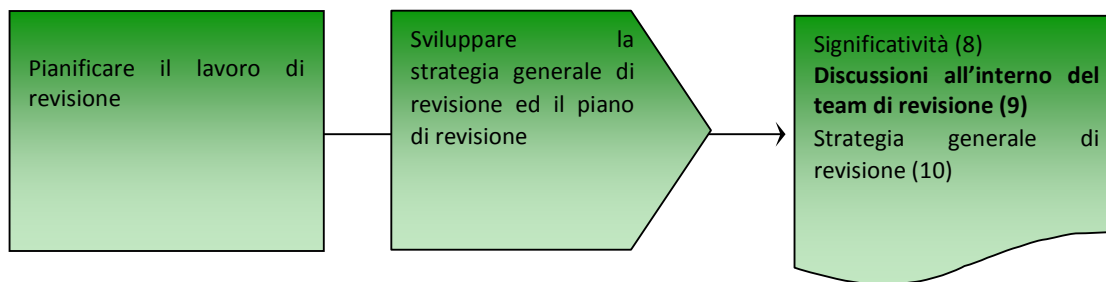 Pianificare il lavoro di
revisione
Sviluppare la
strategia generale di
revisione ed il piano
di revisione
Significatività (8)
Discussioni all’interno del
team di revisione (9)
Strategia generale di
revisione (10)